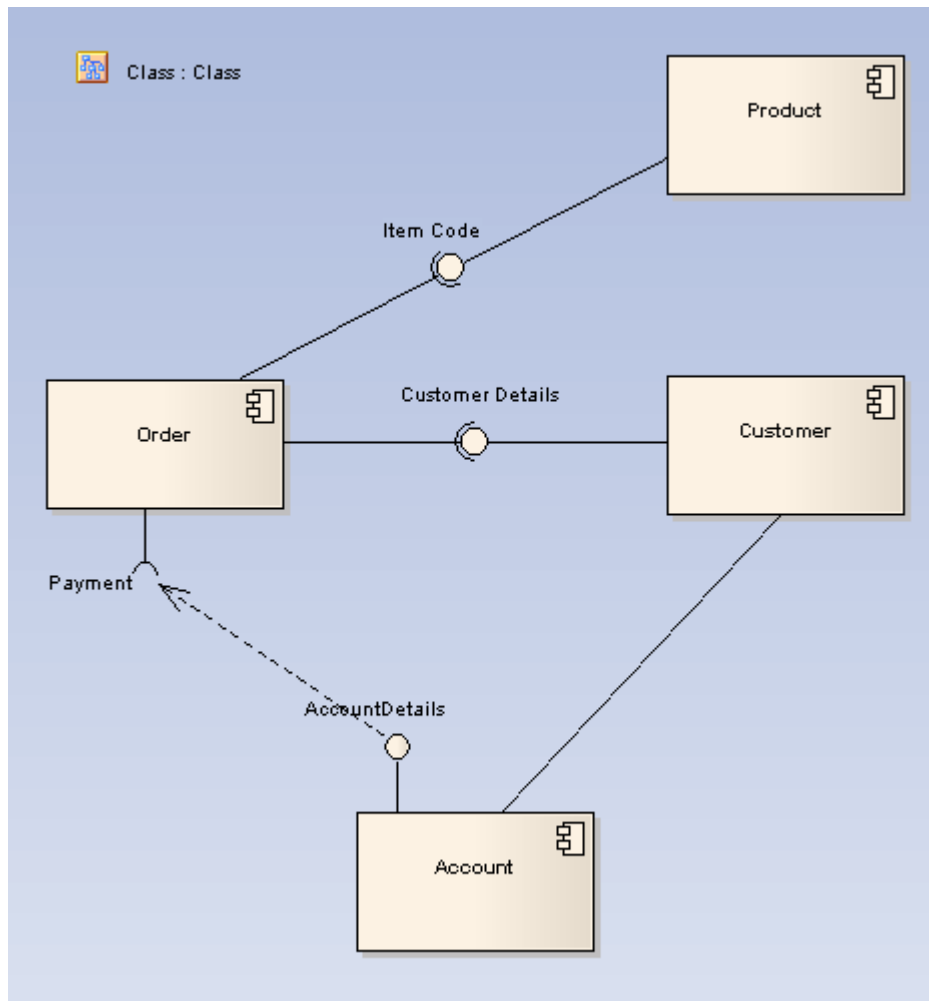 Class : Class
Product
Item Code
Customer Details
Order
Customer
Payment
AccountDetails
Account